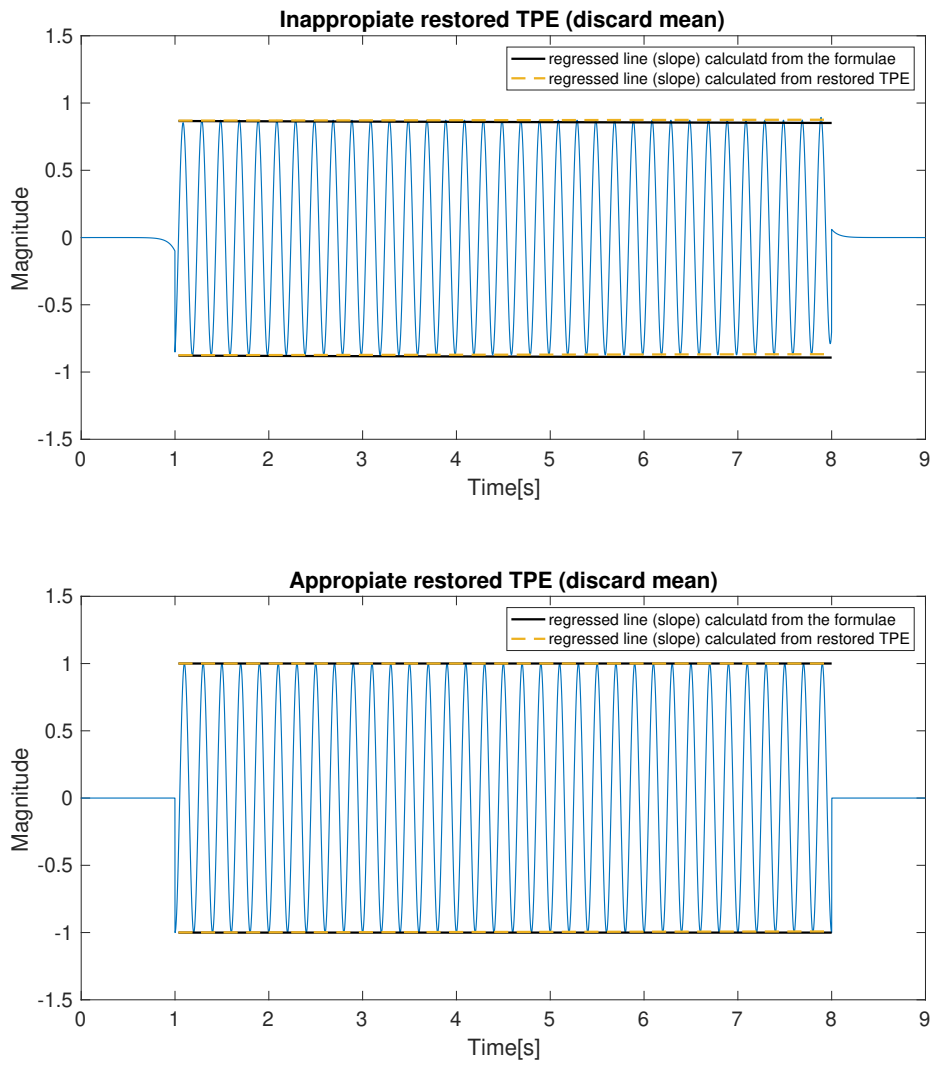 Inappropiate restored TPE (discard mean)
1.5
regressed line (slope) calculatd from the formulae
regressed line (slope) calculated from restored TPE
1
0.5
Magnitude
0
-0.5
-1
-1.5
0 1 2 3 4 5 6 7 8 9
Time[s]
Appropiate restored TPE (discard mean)
1.5
regressed line (slope) calculatd from the formulae
regressed line (slope) calculated from restored TPE
1
0.5
Magnitude
0
-0.5
-1
-1.5
0 1 2 3 4 5 6 7 8 9
Time[s]